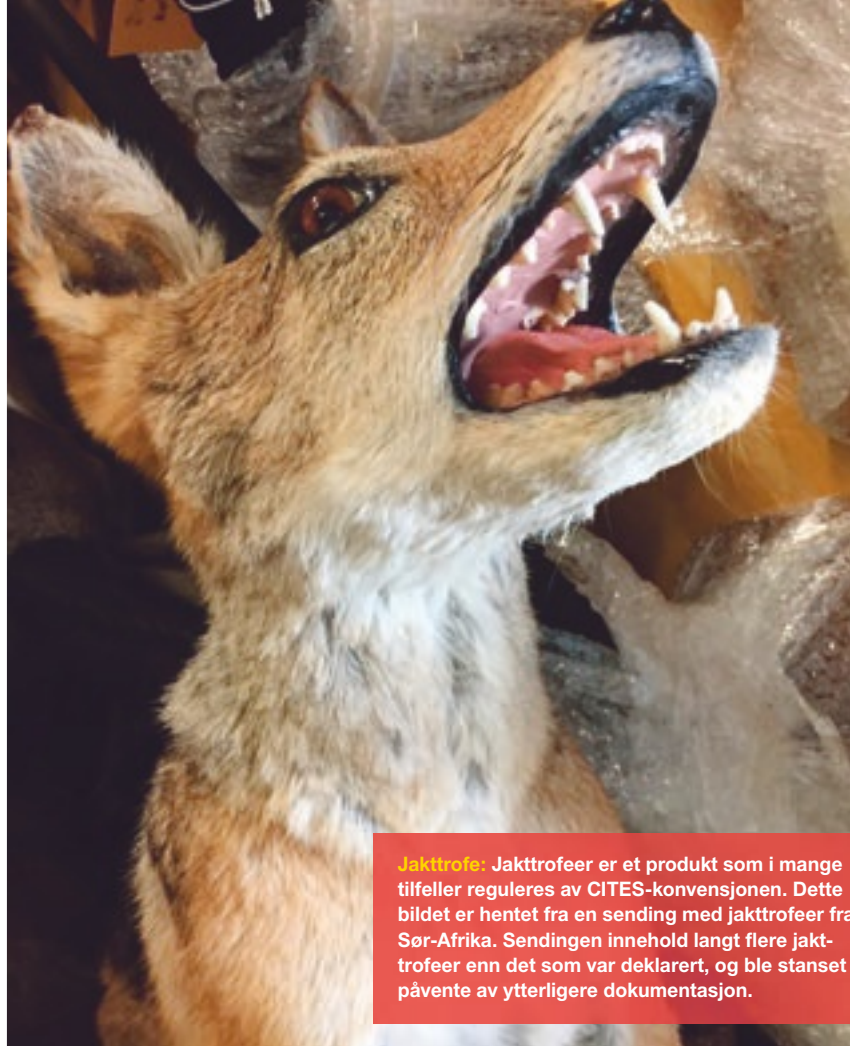 Jakttrofe: Jakttrofeer er et produkt som i mange
tilfeller reguleres av CITES-konvensjonen. Dette
bildet er hentet fra en sending med jakttrofeer fra
Sør-Afrika. Sendingen innehold langt flere jakt-
trofeer enn det som var deklarert, og ble stanset
påvente av ytterligere dokumentasjon.